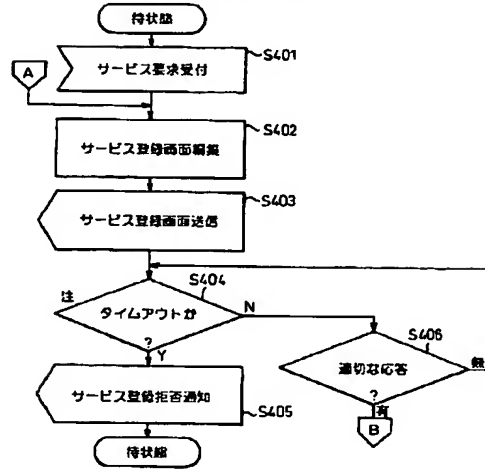 待状態
S401
A
サービス要求受付
S402
サービス登録画面編集
S403
サービス登録画面送信
S404
注
タイムアウトか
?
N
Y
S406
適切な応答
?
無
有
B
サービス登録拒否通知
S405
待状態